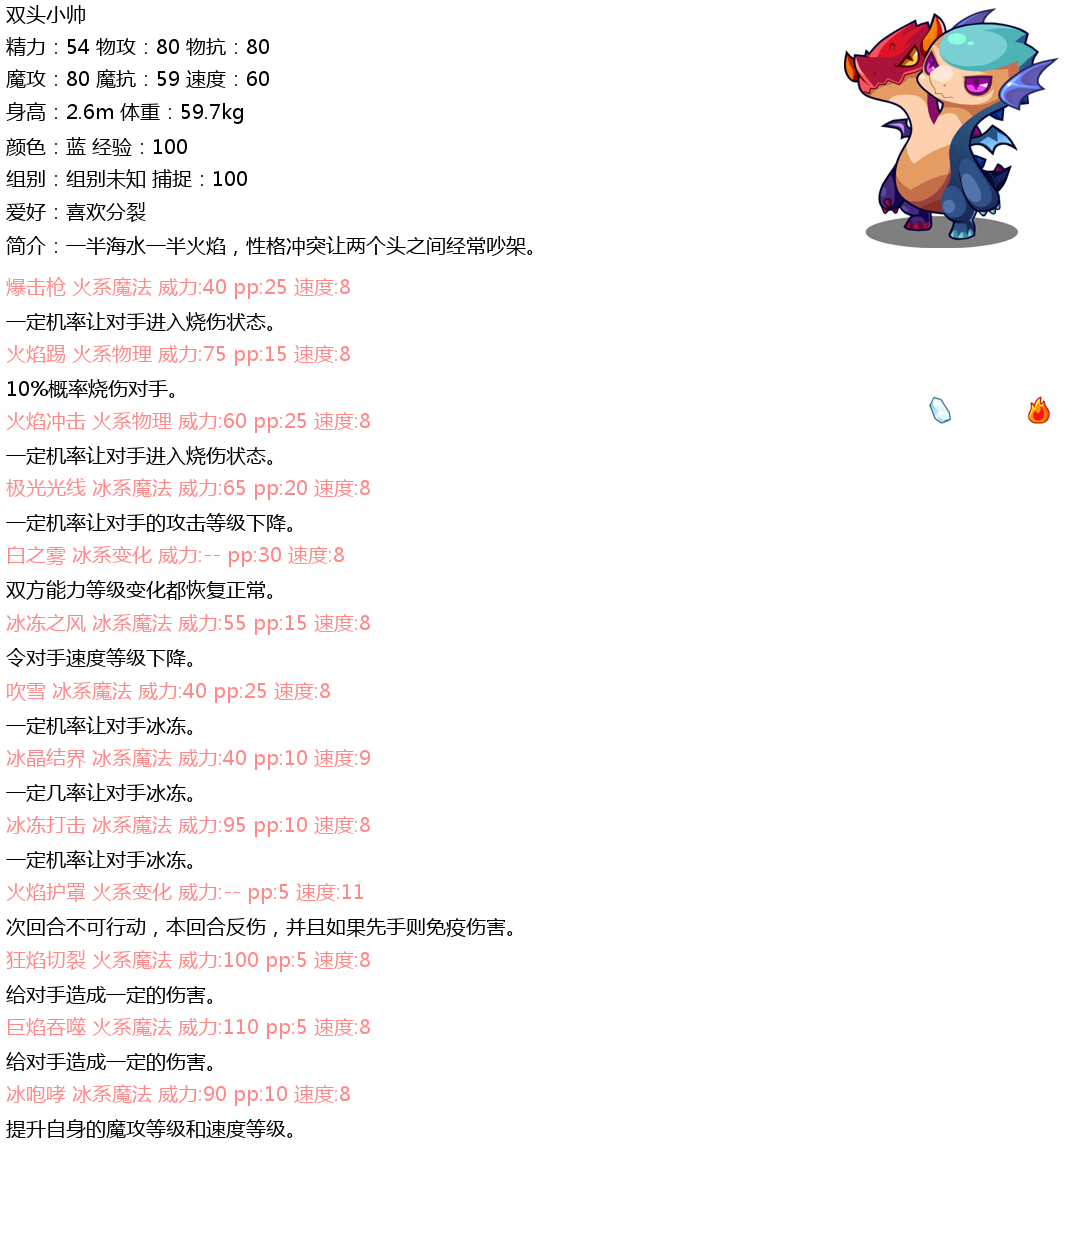 双头小帅
精力：54 物攻：80 物抗：80
魔攻：80 魔抗：59 速度：60
身高：2.6m 体重：59.7kg
颜色：蓝 经验：100
组别：组别未知 捕捉：100
爱好：喜欢分裂
简介：一半海水一半火焰，性格冲突让两个头之间经常吵架。
爆击枪 火系魔法 威力:40 pp:25 速度:8
一定机率让对手进入烧伤状态。
火焰踢 火系物理 威力:75 pp:15 速度:8
10%概率烧伤对手。
火焰冲击 火系物理 威力:60 pp:25 速度:8
一定机率让对手进入烧伤状态。
极光光线 冰系魔法 威力:65 pp:20 速度:8
一定机率让对手的攻击等级下降。
白之雾 冰系变化 威力:-- pp:30 速度:8
双方能力等级变化都恢复正常。
冰冻之风 冰系魔法 威力:55 pp:15 速度:8
令对手速度等级下降。
吹雪 冰系魔法 威力:40 pp:25 速度:8
一定机率让对手冰冻。
冰晶结界 冰系魔法 威力:40 pp:10 速度:9
一定几率让对手冰冻。
冰冻打击 冰系魔法 威力:95 pp:10 速度:8
一定机率让对手冰冻。
火焰护罩 火系变化 威力:-- pp:5 速度:11
次回合不可行动，本回合反伤，并且如果先手则免疫伤害。
狂焰切裂 火系魔法 威力:100 pp:5 速度:8
给对手造成一定的伤害。
巨焰吞噬 火系魔法 威力:110 pp:5 速度:8
给对手造成一定的伤害。
冰咆哮 冰系魔法 威力:90 pp:10 速度:8
提升自身的魔攻等级和速度等级。